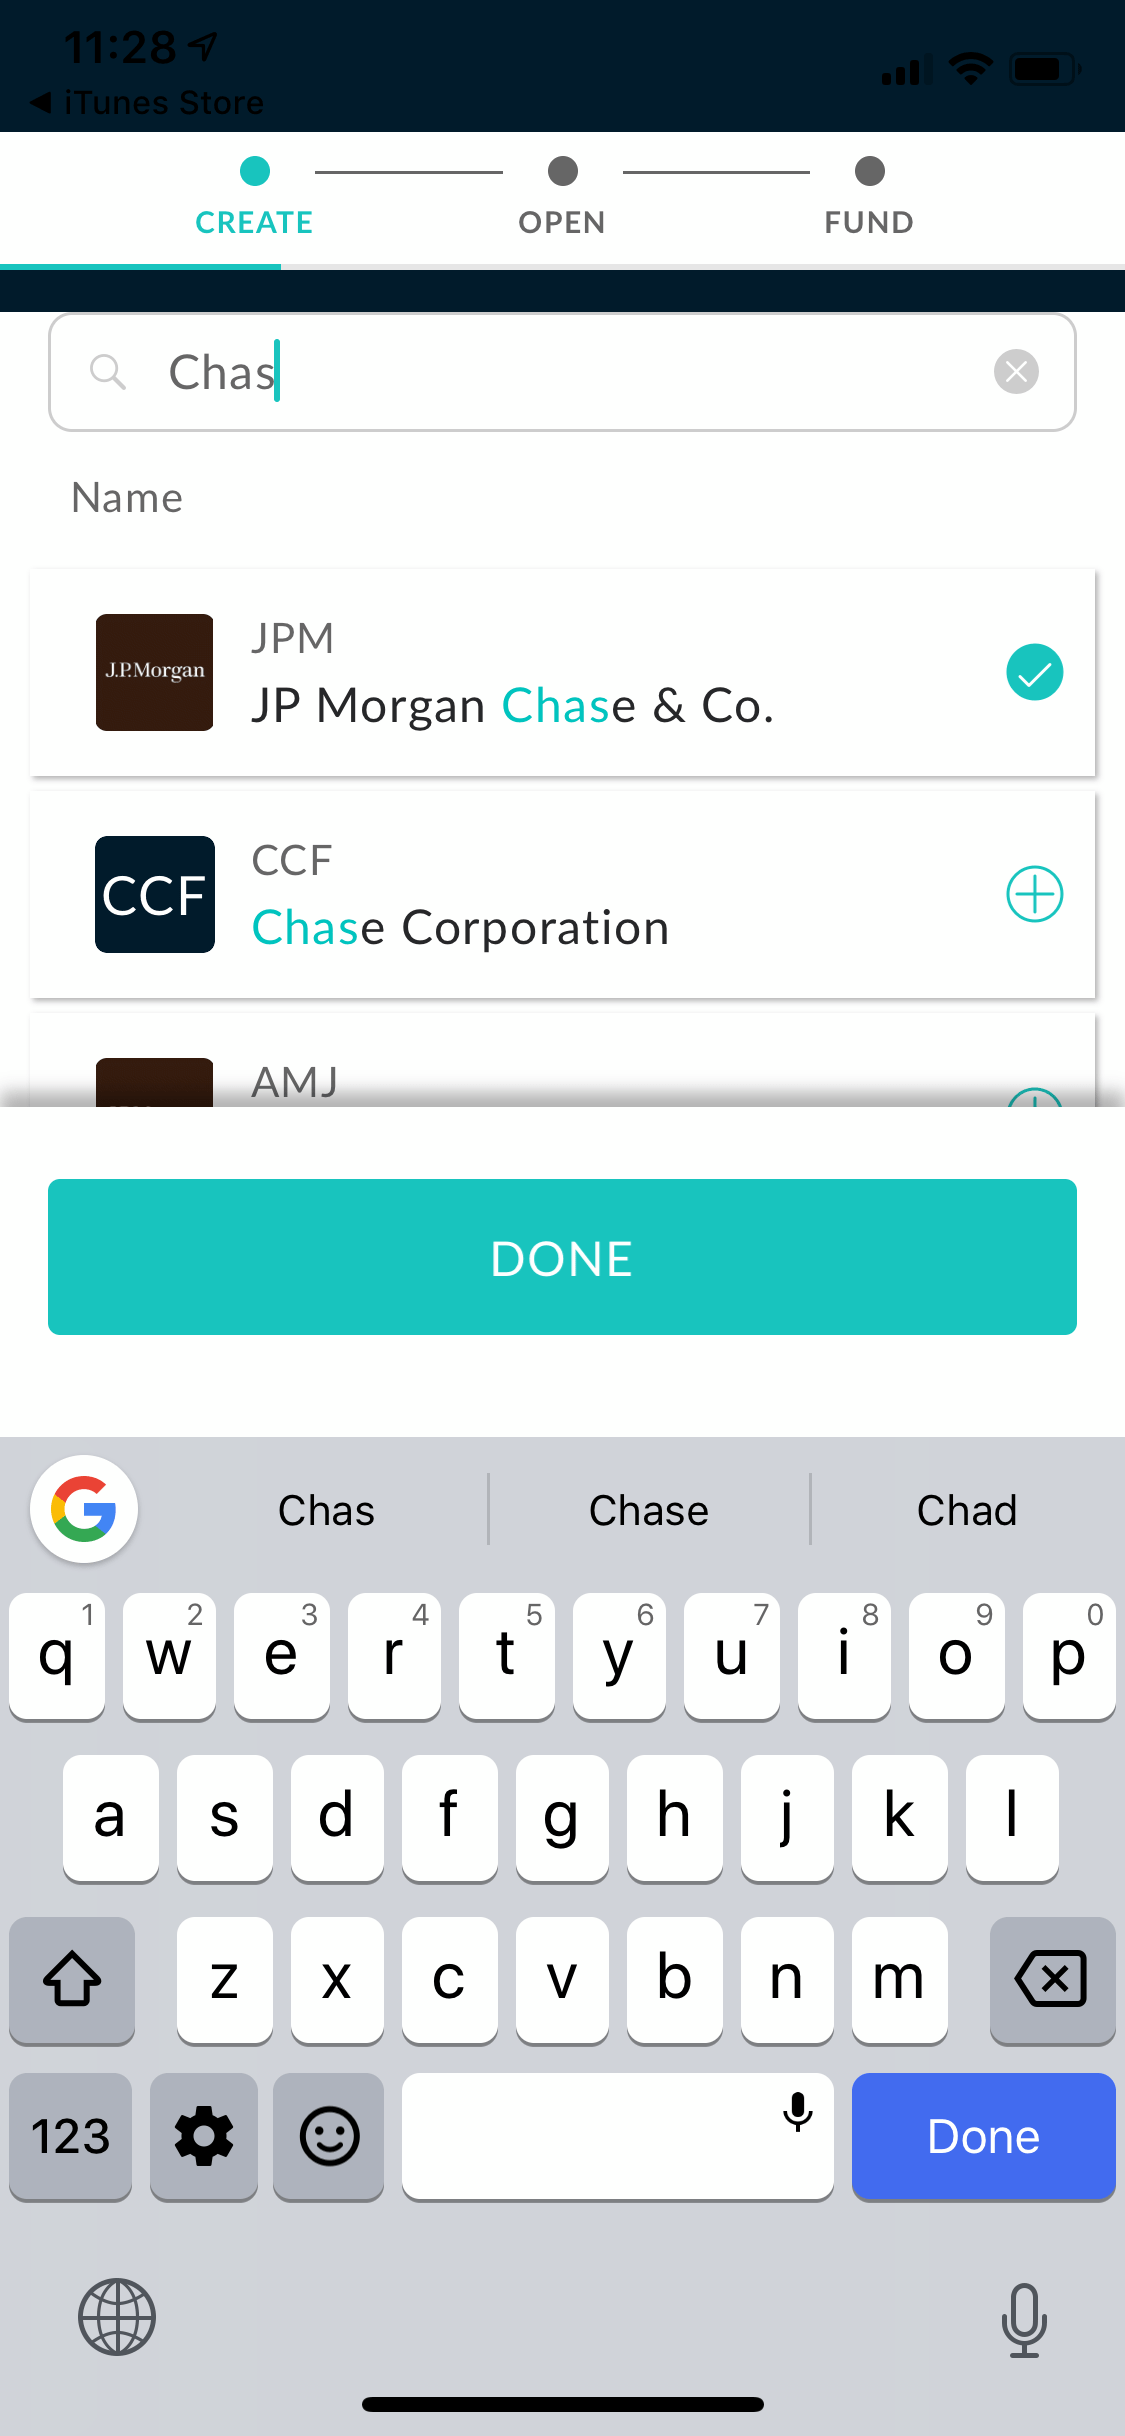 11:28
iTunes Store
CREATE
OPEN
FUND
Chas
Name
J.P.Morgan
JPM
JP Morgan Chase & Co.
CCF
CCF
Chase Corporation
AMJ
DONE
Chas
Chase
Chad
q 1 w 2 e 3 r 4 t 5 y 6 u 7 i 8 o 9 p 0
a s d f g h j k l
z x c v b n m
123
Done